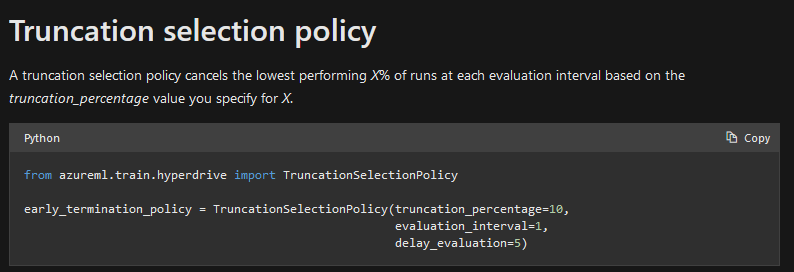 Truncation selection policy
A truncation selection policy cancels the lowest performing X% of runs at each evaluation interval based on the
truncation_percentage value you specify for X.
Python
Copy
from azureml.train.hyperdrive import TruncationSelectionPolicy
early_termination_policy = TruncationSelectionPolicy(truncation_percentage=10,
                                                     evaluation_interval=1,
                                                     delay_evaluation=5)